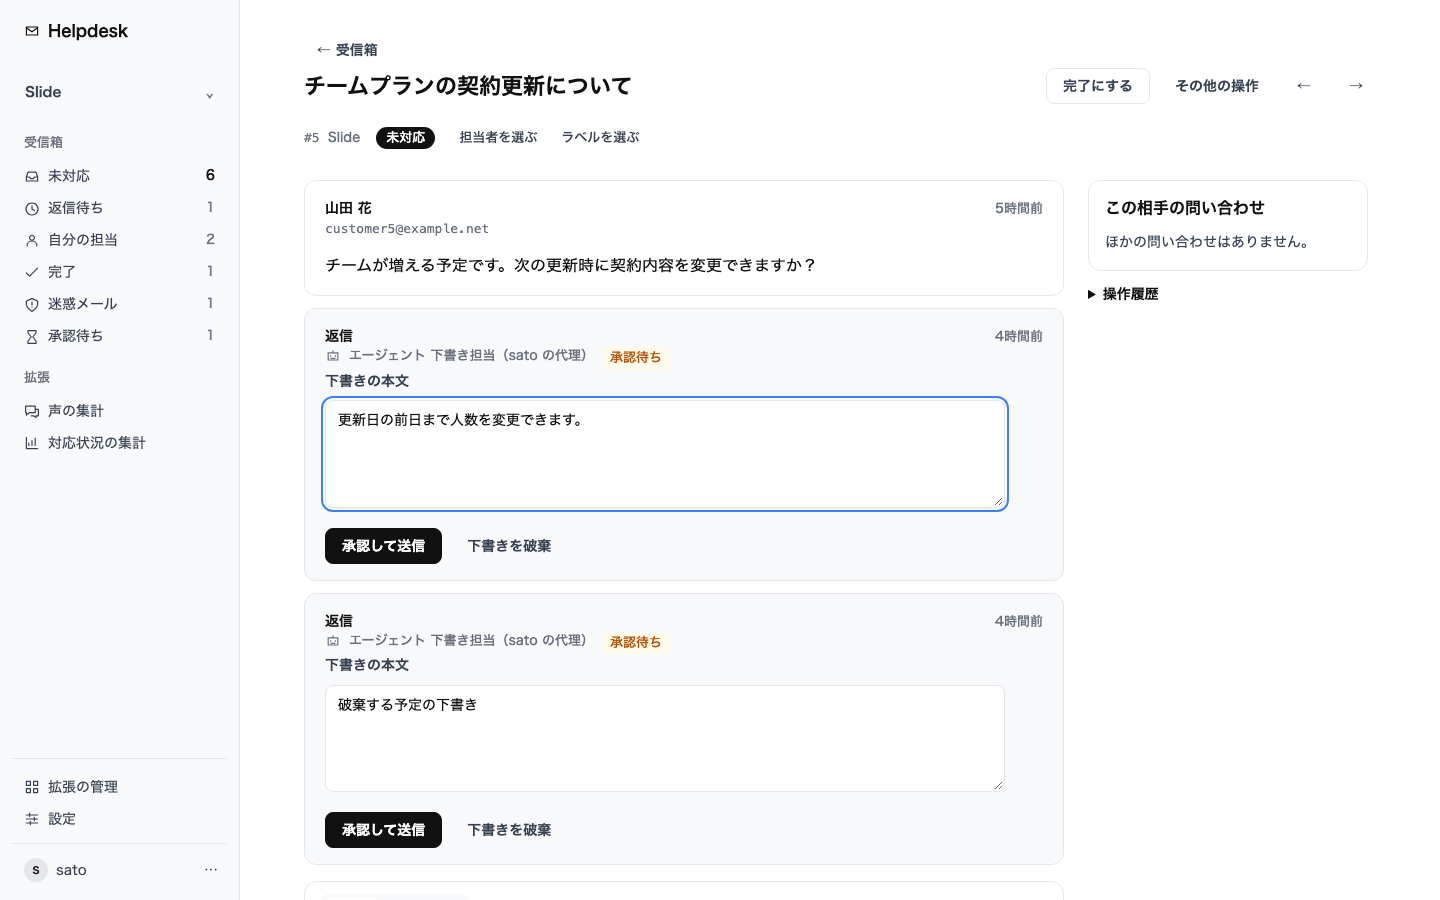 Helpdesk
Slide
受信箱
未対応 6
返信待ち 1
自分の担当 2
完了 1
迷惑メール 1
承認待ち 1
拡張
声の集計
対応状況の集計
拡張の管理
設定
S sato ...
← 受信箱
チームプランの契約更新について
完了にする その他の操作 ← →
#5 Slide 未対応 担当者を選ぶ ラベルを選ぶ
山田 花 5時間前
customer5@example.net
チームが増える予定です。次の更新時に契約内容を変更できますか？
返信 4時間前
エージェント 下書き担当（sato の代理） 承認待ち
下書きの本文
更新日の前日まで人数を変更できます。
承認して送信 下書きを破棄
返信 4時間前
エージェント 下書き担当（sato の代理） 承認待ち
下書きの本文
破棄する予定の下書き
承認して送信 下書きを破棄
この相手の問い合わせ
ほかの問い合わせはありません。
▶ 操作履歴